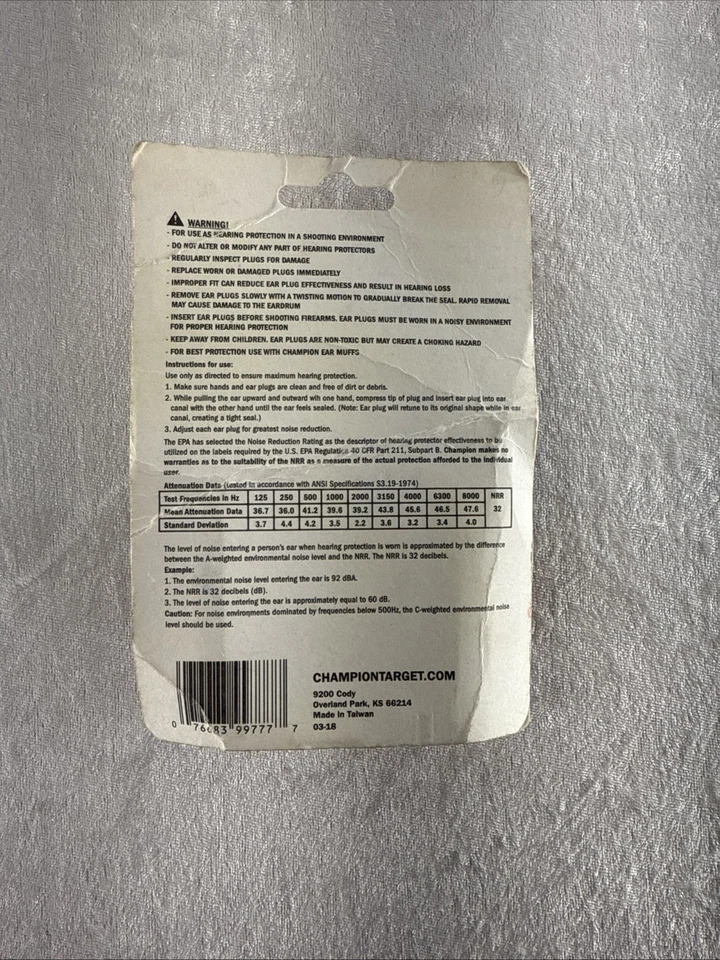 WARNING!
- FOR USE AS HEARING PROTECTION IN A SHOOTING ENVIRONMENT
- DO NOT ALTER OR MODIFY ANY PART OF HEARING PROTECTORS
- REGULARLY INSPECT PLUGS FOR DAMAGE
- REPLACE WORN OR DAMAGED PLUGS IMMEDIATELY
- IMPROPER FIT CAN REDUCE EAR PLUG EFFECTIVENESS AND RESULT IN HEARING LOSS
- REMOVE EAR PLUGS SLOWLY WITH A TWISTING MOTION TO GRADUALLY BREAK THE SEAL. RAPID REMOVAL
MAY CAUSE DAMAGE TO THE EARDRUM
- INSERT EAR PLUGS BEFORE SHOOTING FIREARMS. EAR PLUGS MUST BE WORN IN A NOISY ENVIRONMENT
FOR PROPER HEARING PROTECTION
- KEEP AWAY FROM CHILDREN. EAR PLUGS ARE NON-TOXIC BUT MAY CREATE A CHOKING HAZARD
- FOR BEST PROTECTION USE WITH CHAMPION EAR MUFFS
Instructions for use:
Use only as directed to ensure maximum hearing protection.
1. Make sure hands and ear plugs are clean and free of dirt or debris.
2. While pulling the ear upward and outward wih one hand, compress tip of plug and insert ear plug into ear
canal with the other hand until the ear feels sealed. (Note: Ear plug will retune to its original shape while in ear
canal, creating a tight seal.)
3. Adjust each ear plug for greatest noise reduction.
The EPA has selected the Noise Reduction Rating as the descriptor of hearing protector effectiveness to be
utilized on the labels required by the U.S. EPA Regulation 40 CFR Part 211, Subpart B. Champion makes no
warranties as to the suitability of the NRR as a measure of the actual protection afforded to the individual
user.
Attenuation Data (tested in accordance with ANSI Specifications S3.19-1974)
Test Frequencies in Hz 125 250 500 1000 2000 3150 4000 6300 8000 NRR
Mean Attenuation Data 36.7 36.0 41.2 39.6 39.2 43.8 45.6 46.5 47.6 32
Standard Deviation 3.7 4.4 4.2 3.5 2.2 3.6 3.2 3.4 4.0
The level of noise entering a person's ear when hearing protection is worn is approximated by the difference
between the A-weighted environmental noise level and the NRR. The NRR is 32 decibels.
Example:
1. The environmental noise level entering the ear is 92 dBA.
2. The NRR is 32 decibels (dB).
3. The level of noise entering the ear is approximately equal to 60 dB.
Caution: For noise environments dominated by frequencies below 500Hz, the C-weighted environmental noise
level should be used.
CHAMPIONTARGET.COM
9200 Cody
Overland Park, KS 66214
Made in Taiwan
03-18
0 76683 99777 7